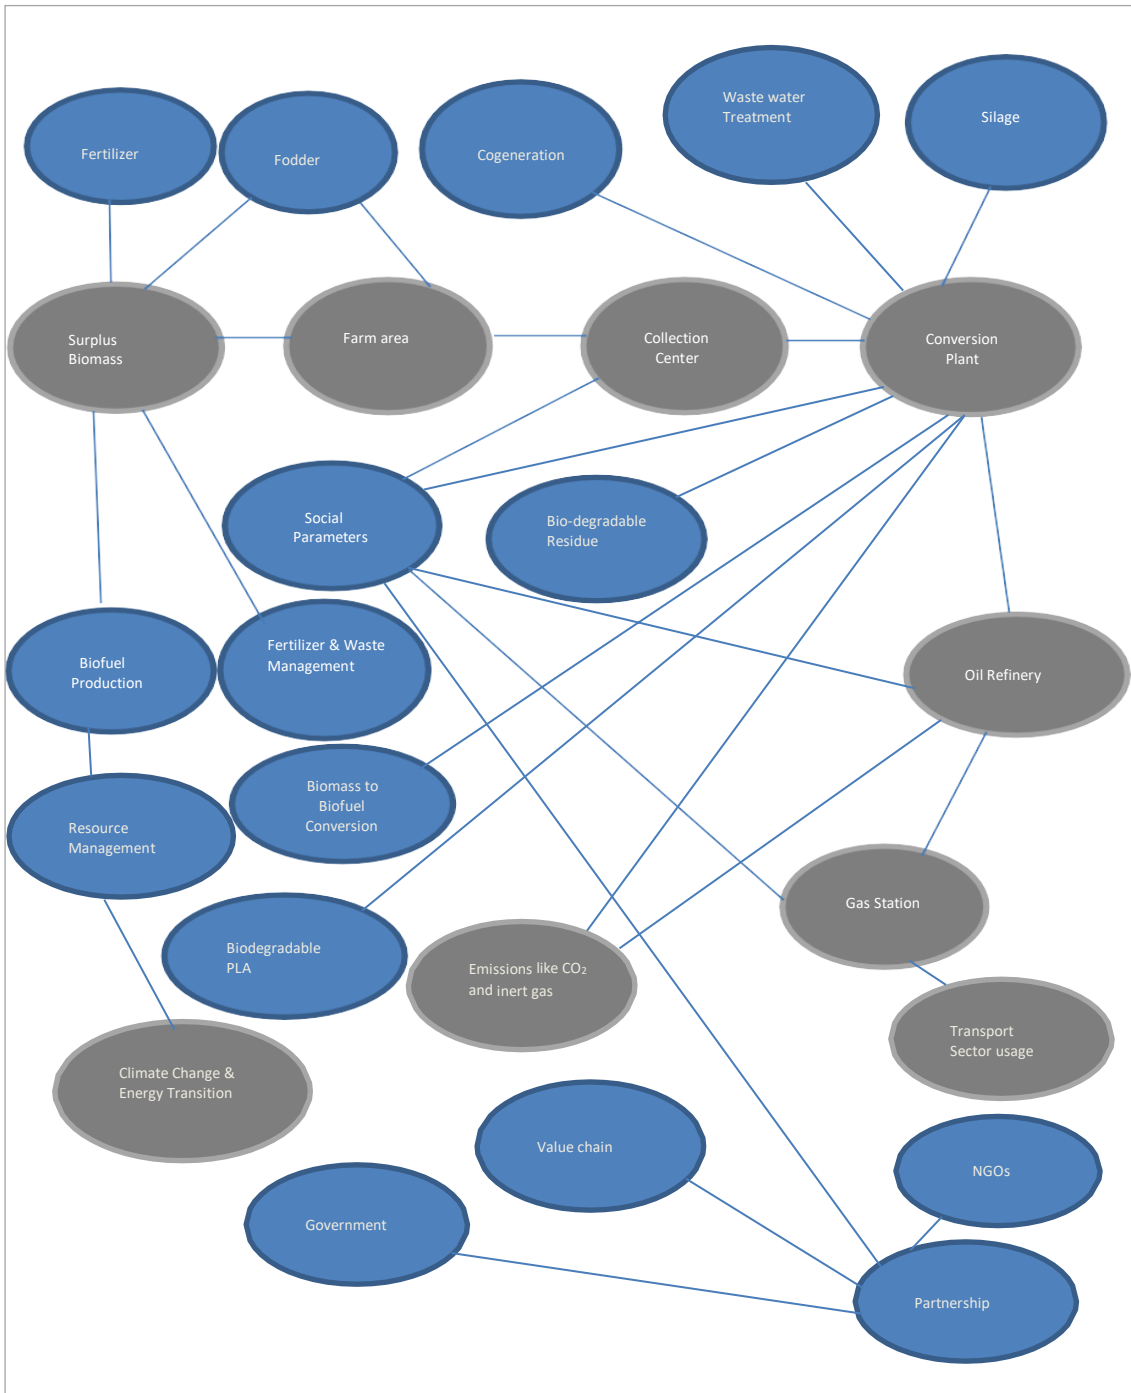 Waste water
Treatment
Silage
Fertilizer
Fodder
Cogeneration
Surplus
Biomass
Farm area
Collection
Center
Conversion
Plant
Social
Parameters
Bio-degradable
Residue
Biofuel
Production
Fertilizer & Waste
Management
Oil Refinery
Biomass to
Biofuel
Conversion
Resource
Management
Gas Station
Biodegradable
PLA
Emissions like CO₂
and inert gas
Transport
Sector usage
Climate Change &
Energy Transition
Value chain
NGOs
Government
Partnership